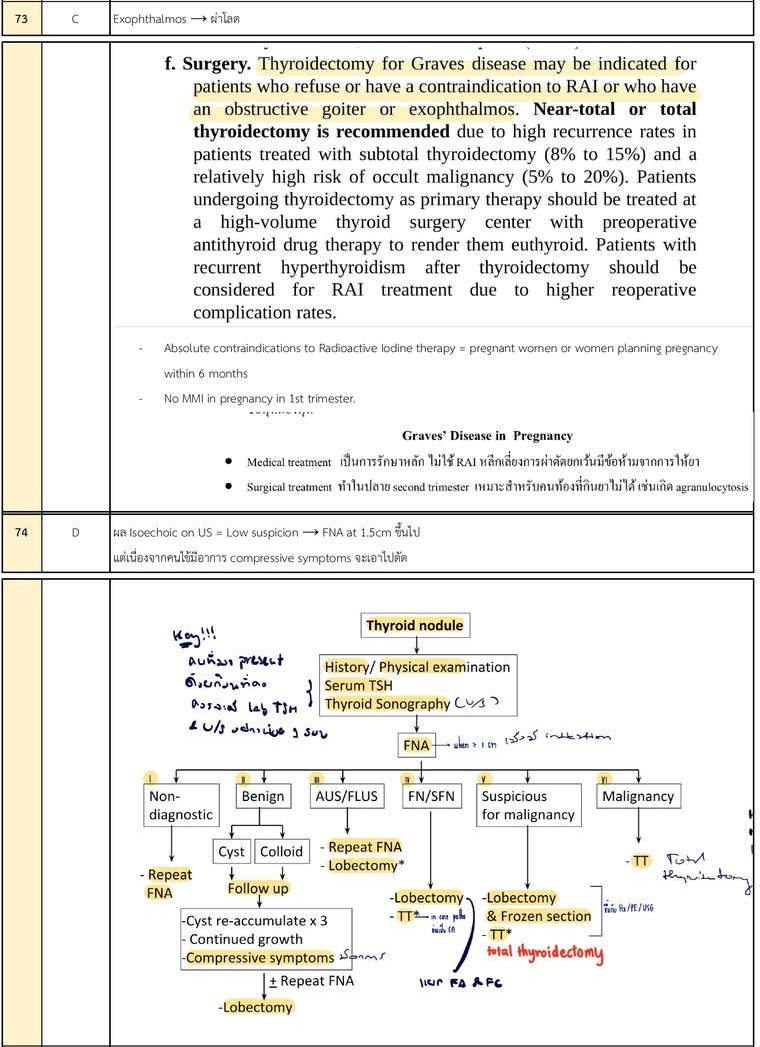 73 C Exophthalmos → ผ่าโลด
f. Surgery. Thyroidectomy for Graves disease may be indicated for
patients who refuse or have a contraindication to RAI or who have
an obstructive goiter or exophthalmos. Near-total or total
thyroidectomy is recommended due to high recurrence rates in
patients treated with subtotal thyroidectomy (8% to 15%) and a
relatively high risk of occult malignancy (5% to 20%). Patients
undergoing thyroidectomy as primary therapy should be treated at
a high-volume thyroid surgery center with preoperative
antithyroid drug therapy to render them euthyroid. Patients with
recurrent hyperthyroidism after thyroidectomy should be
considered for RAI treatment due to higher reoperative
complication rates.
- Absolute contraindications to Radioactive Iodine therapy = pregnant women or women planning pregnancy
within 6 months
- No MMI in pregnancy in 1st trimester.
Graves' Disease in Pregnancy
● Medical treatment เป็นการรักษาหลัก ไม่ใช้ RAI หลีกเลี่ยงการผ่าตัดยกเว้นมีข้อห้ามจากการให้ยา
● Surgical treatment ทำในปลาย second trimester เหมาะสำหรับคนท้องที่กินยาไม่ได้ เช่นเกิด agranulocytosis
74 D ผล Isoechoic on US = Low suspicion → FNA at 1.5cm ขึ้นไป
แต่เนื่องจากคนไข้มีอาการ compressive symptoms จะเอาไปตัด
Thyroid nodule
Key!!!
present
lab TSH
& U/S
History/ Physical examination
Serum TSH
Thyroid Sonography (U/S)
FNA when ≥ 1 cm
I II III IV V VI
Non-
diagnostic
Benign
AUS/FLUS
FN/SFN
Suspicious
for malignancy
Malignancy
- Repeat
FNA
Cyst Colloid
Follow up
-Cyst re-accumulate x 3
- Continued growth
-Compressive symptoms
± Repeat FNA
-Lobectomy
- Repeat FNA
- Lobectomy*
-Lobectomy
- TT* in case patho
แยก FA & FC
-Lobectomy
& Frozen section
- TT*
total thyroidectomy
Hx/PE/USG
- TT Total
thyroidectomy